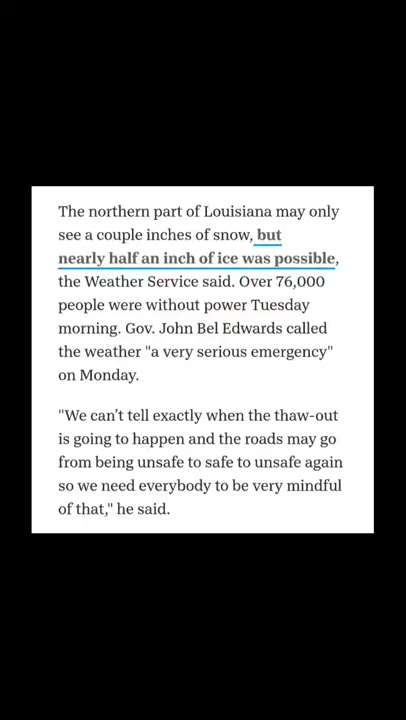 The northern part of Louisiana may only
see a couple inches of snow, but
nearly half an inch of ice was possible,
the Weather Service said. Over 76,000
people were without power Tuesday
morning. Gov. John Bel Edwards called
the weather "a very serious emergency"
on Monday.
"We can’t tell exactly when the thaw-out
is going to happen and the roads may go
from being unsafe to safe to unsafe again
so we need everybody to be very mindful
of that," he said.